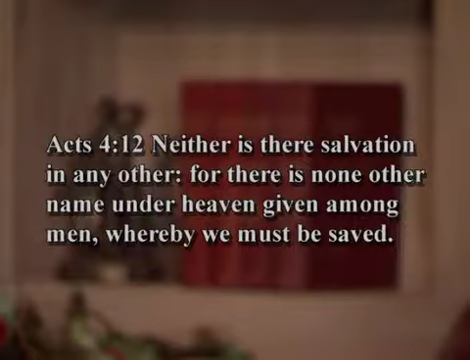 Acts 4:12 Neither is there salvation
in any other: for there is none other
name under heaven given among
men, whereby we must be saved.